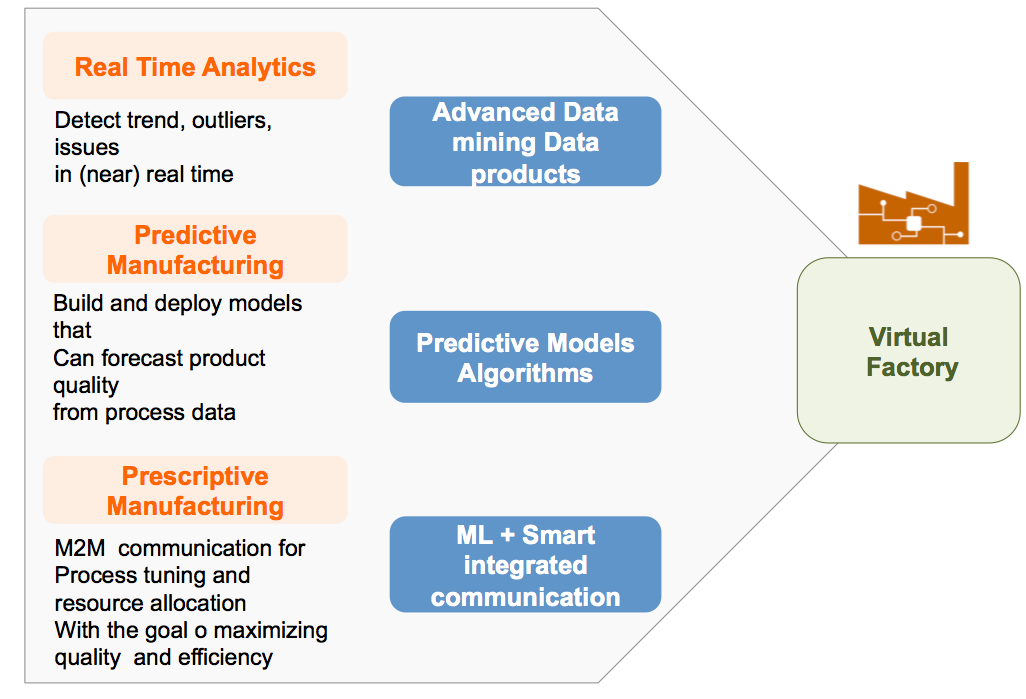 Real Time Analytics
Detect trend, outliers,
issues
in (near) real time
Advanced Data
mining Data
products
Predictive
Manufacturing
Build and deploy models
that
Can forecast product
quality
from process data
Predictive Models
Algorithms
Virtual
Factory
Prescriptive
Manufacturing
M2M  communication for
Process tuning and
resource allocation
With the goal o maximizing
quality  and efficiency
ML + Smart
integrated
communication